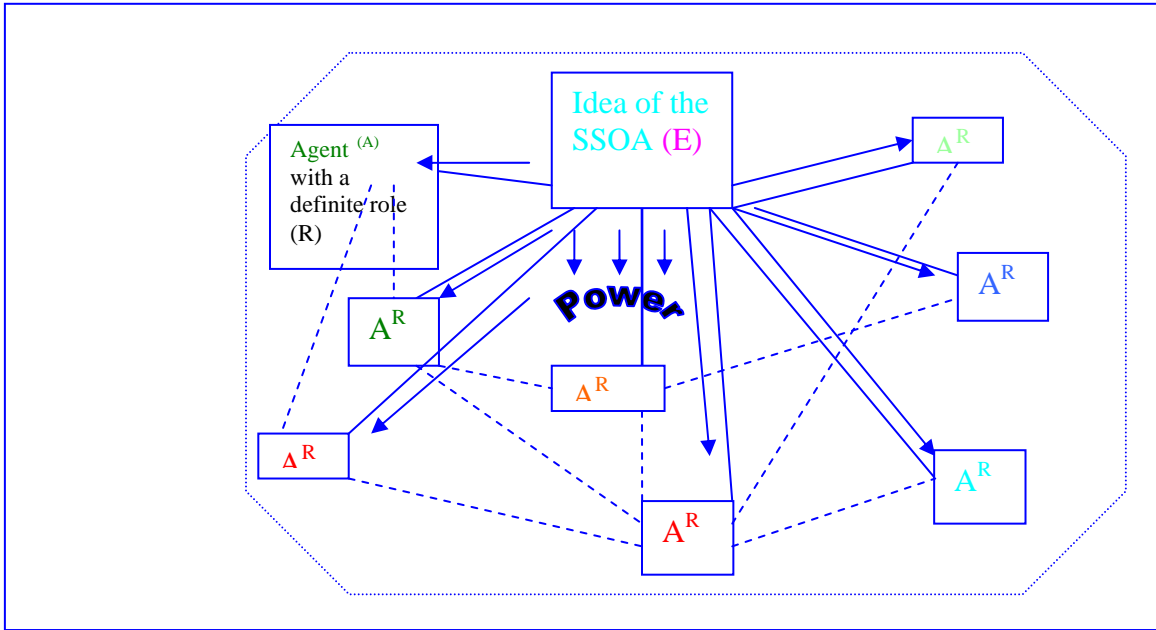 Idea of the
SSOA (E)
Agent (A)
with a
definite role
(R)
A R
A R
Power
A R
A R
A R
A R
A R